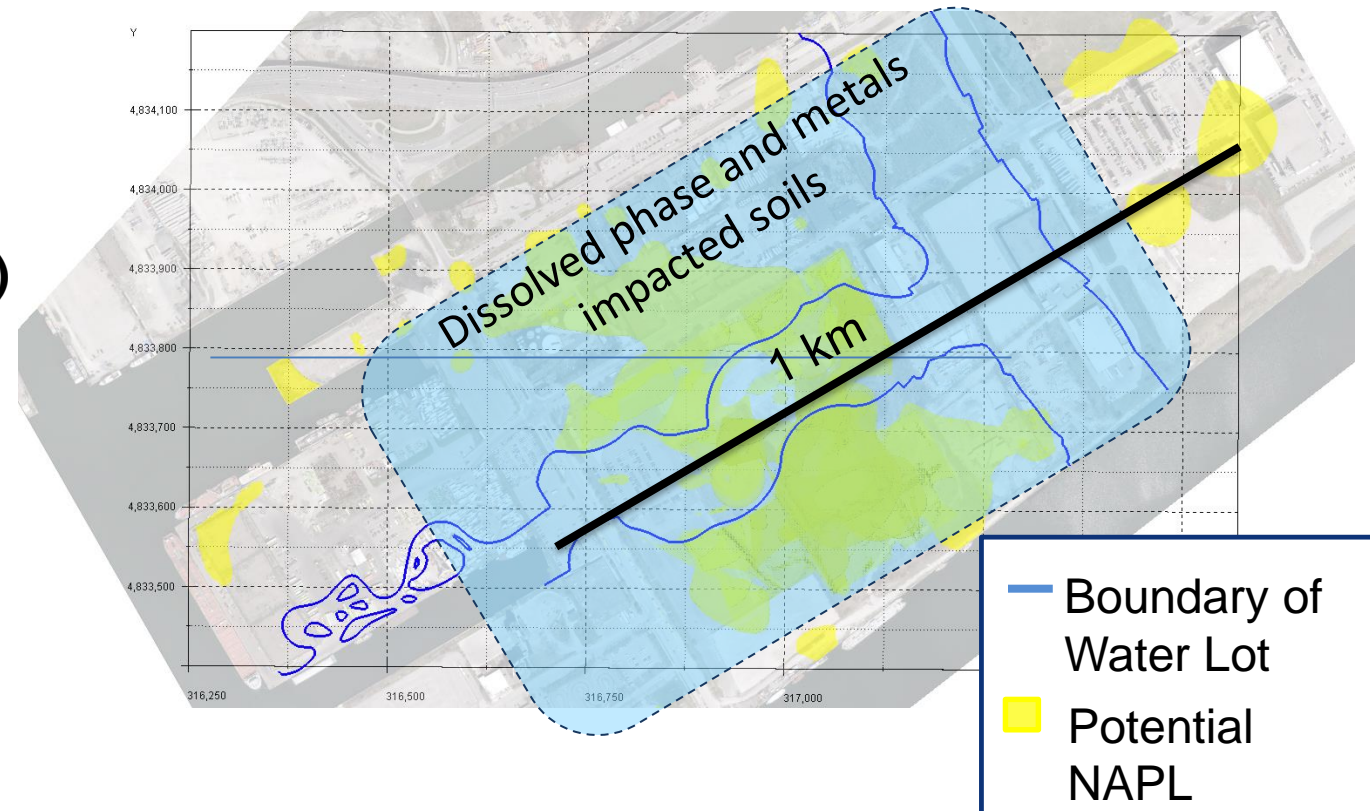 Y
4,834,100
4,834,000
4,833,900
4,833,800
4,833,700
4,833,600
4,833,500
316,250
316,500
316,750
317,000
)
Dissolved phase and metals
impacted soils
1 km
Boundary of
Water Lot
Potential
NAPL